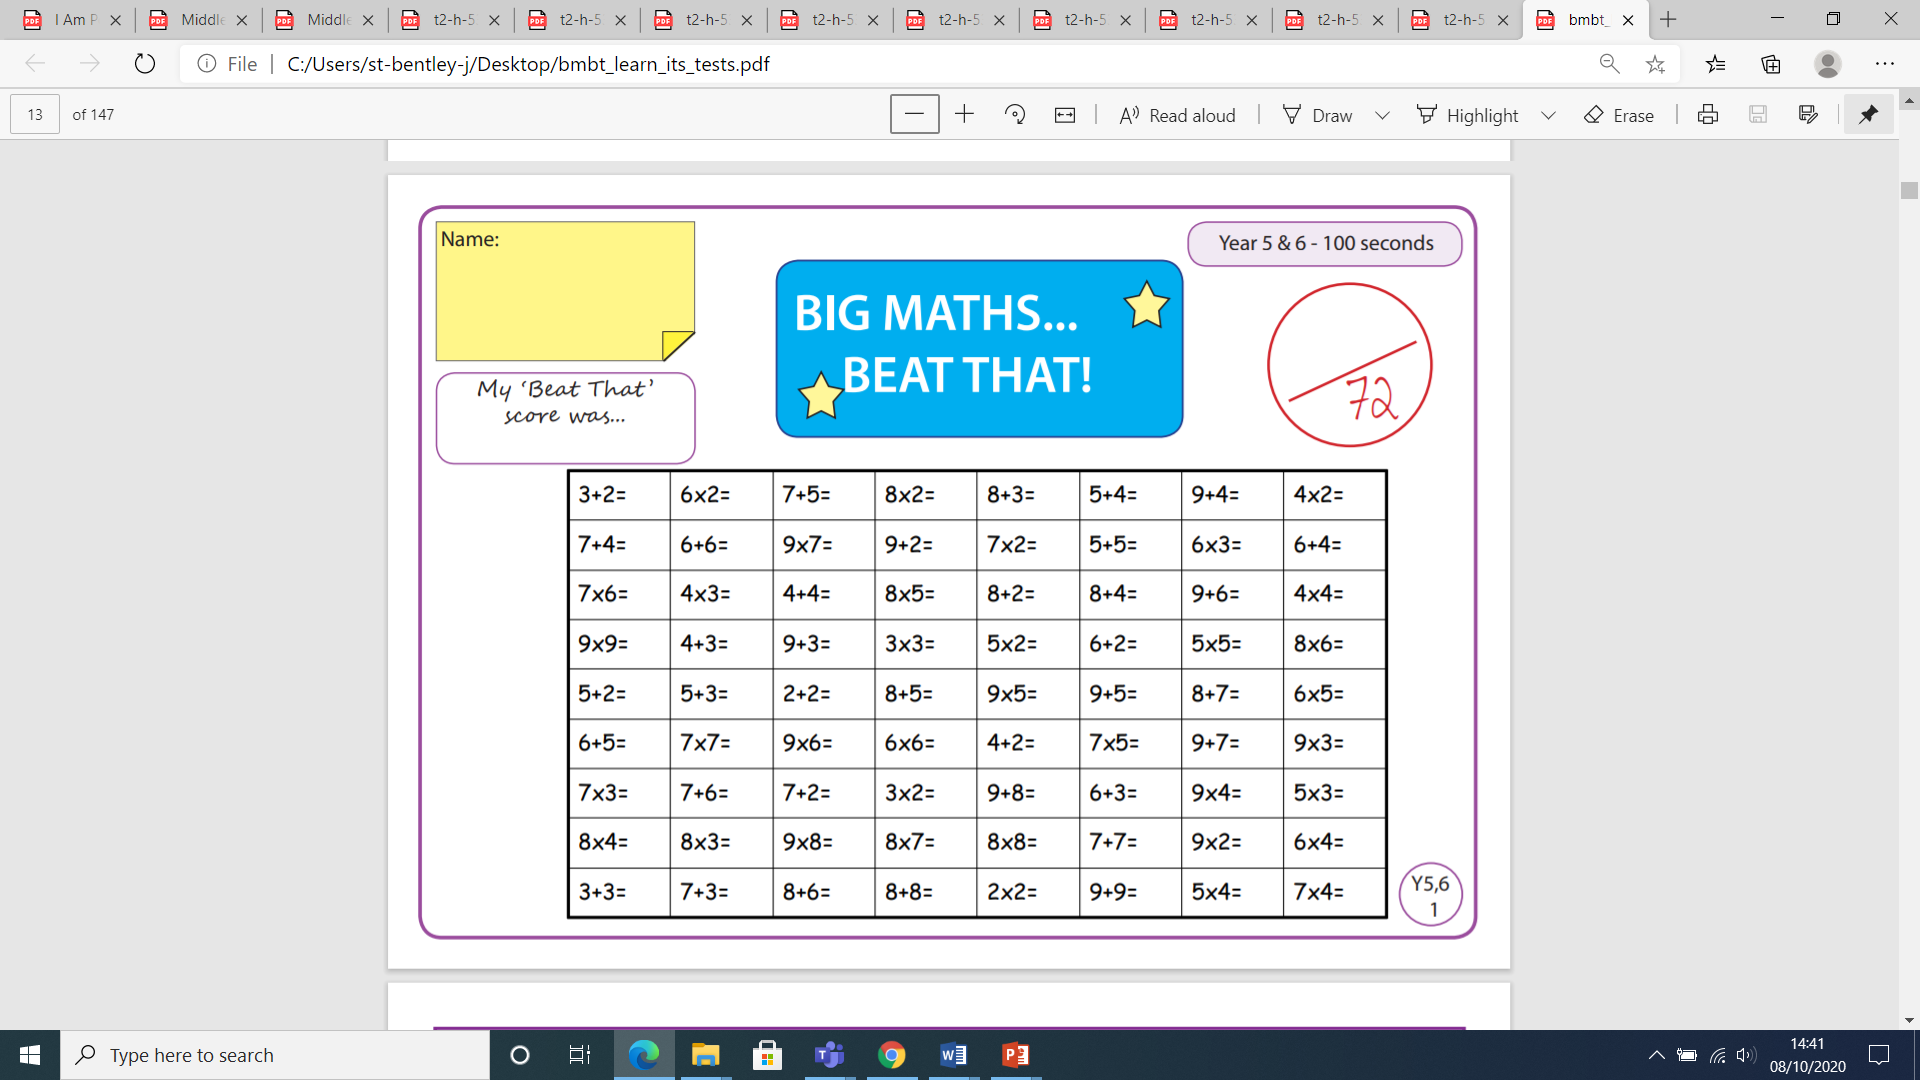 I Am P Middle Middle t2-h-5 t2-h-5 t2-h-5 t2-h-5 t2-h-5 t2-h-5 t2-h-5 t2-h-5 t2-h-5 bmbt_
File C:/Users/st-bentley-j/Desktop/bmbt_learn_its_tests.pdf
13 of 147 Read aloud Draw Highlight Erase
Name:
Year 5 & 6 - 100 seconds
BIG MATHS...
BEAT THAT!
72
My ‘Beat That’
score was...
3+2= 6x2= 7+5= 8x2= 8+3= 5+4= 9+4= 4x2=
7+4= 6+6= 9x7= 9+2= 7x2= 5+5= 6x3= 6+4=
7x6= 4x3= 4+4= 8x5= 8+2= 8+4= 9+6= 4x4=
9x9= 4+3= 9+3= 3x3= 5x2= 6+2= 5x5= 8x6=
5+2= 5+3= 2+2= 8+5= 9x5= 9+5= 8+7= 6x5=
6+5= 7x7= 9x6= 6x6= 4+2= 7x5= 9+7= 9x3=
7x3= 7+6= 7+2= 3x2= 9+8= 6+3= 9x4= 5x3=
8x4= 8x3= 9x8= 8x7= 8x8= 7+7= 9x2= 6x4=
3+3= 7+3= 8+6= 8+8= 2x2= 9+9= 5x4= 7x4=
Y5,6
1
Type here to search
14:41
08/10/2020